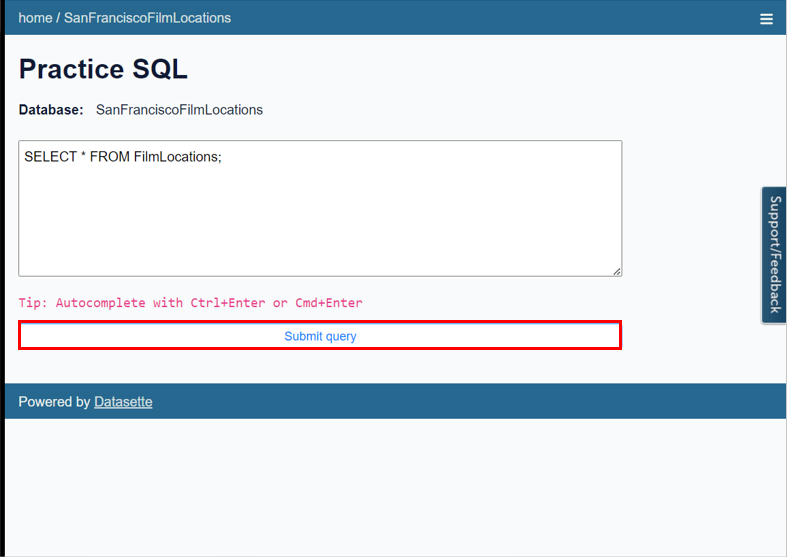 home / SanFranciscoFilmLocations
Practice SQL
Database: SanFranciscoFilmLocations
SELECT * FROM FilmLocations;
Support/Feedback
Tip: Autocomplete with Ctrl+Enter or Cmd+Enter
Submit query
Powered by Datasette